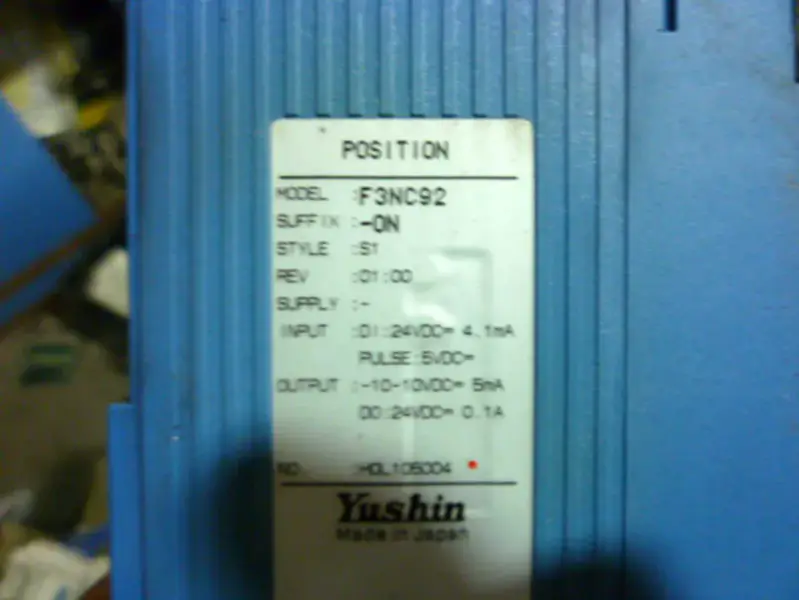 POSITION
MODEL :F3NC92
SUFFIX :-0N
STYLE :S1
REV :01:00
SUPPLY :-
INPUT :DI:24VDC= 4.1mA
PULSE:5VDC=
OUTPUT :-10-10VDC= 5mA
DO:24VDC= 0.1A
NO.
Yushin
Made in Japan